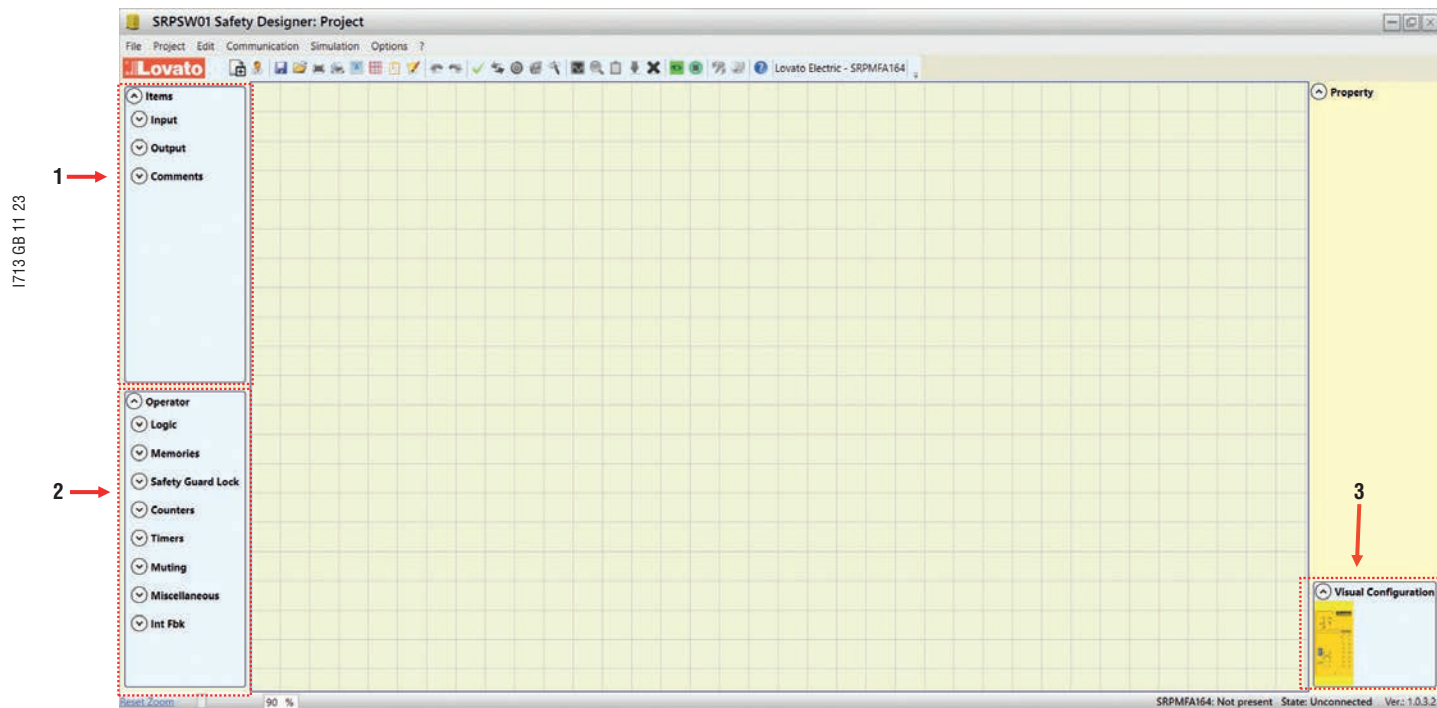 SRPSW01 Safety Designer: Project
File Project Edit Communication Simulation Options ?
Lovato
Lovato Electric - SRPMFA164
Items
Input
Output
Comments
1
I713 GB 11 23
Operator
Logic
Memories
Safety Guard Lock
2
Counters
Timers
Muting
Miscellaneous
Int Fbk
Property
3
Visual Configuration
Reset Zoom
90 %
SRPMFA164: Not present State: Unconnected Ver.: 1.0.3.2